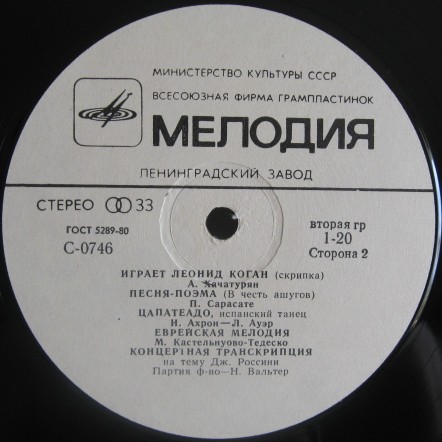 МИНИСТЕРСТВО КУЛЬТУРЫ СССР
ВСЕСОЮЗНАЯ ФИРМА ГРАМПЛАСТИНОК
МЕЛОДИЯ
ЛЕНИНГРАДСКИЙ ЗАВОД
СТЕРЕО 33
ГОСТ 5289-80
С-0746
вторая гр
1-20
Сторона 2
ИГРАЕТ ЛЕОНИД КОГАН (скрипка)
А. Хачатурян
ПЕСНЯ-ПОЭМА (В честь ашугов)
П. Сарасате
ЦАПАТЕАДО, испанский танец
И. Ахрон—Л. Ауэр
ЕВРЕЙСКАЯ МЕЛОДИЯ
М. Кастельнуово-Тедеско
КОНЦЕРТНАЯ ТРАНСКРИПЦИЯ
на тему Дж. Россини
Партия ф-но—Н. Вальтер